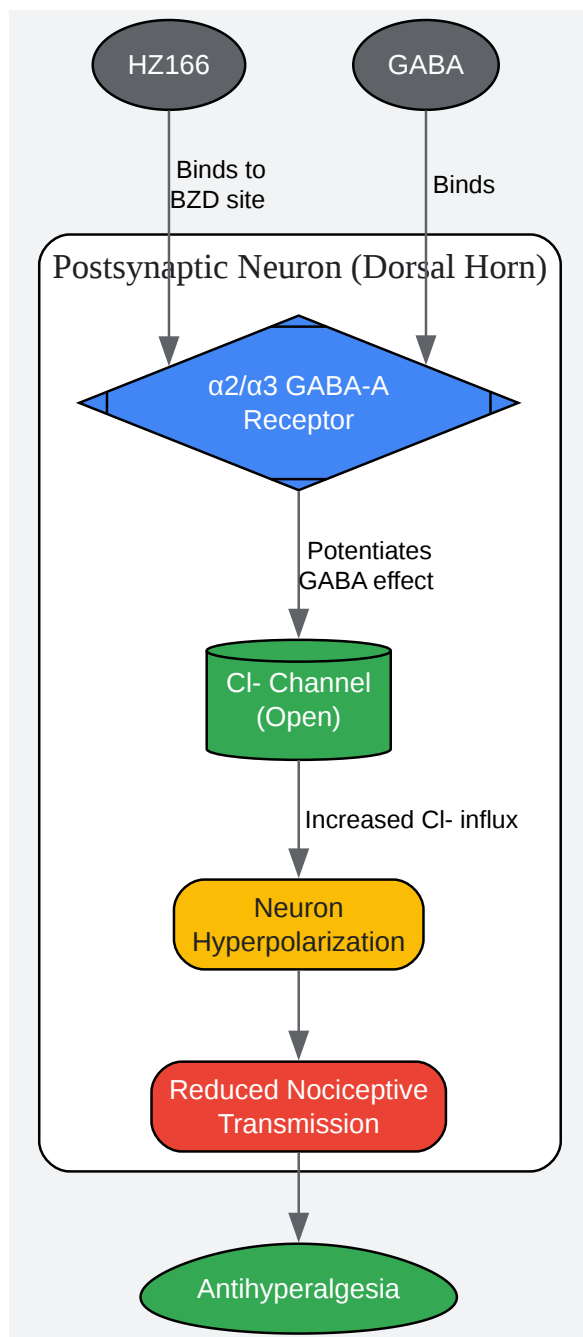 HZ166
GABA
Binds to
BZD site
Binds
Postsynaptic Neuron (Dorsal Horn)
α2/α3 GABA-A
Receptor
Potentiates
GABA effect
Cl- Channel
(Open)
Increased Cl- influx
Neuron
Hyperpolarization
Reduced Nociceptive
Transmission
Antihyperalgesia